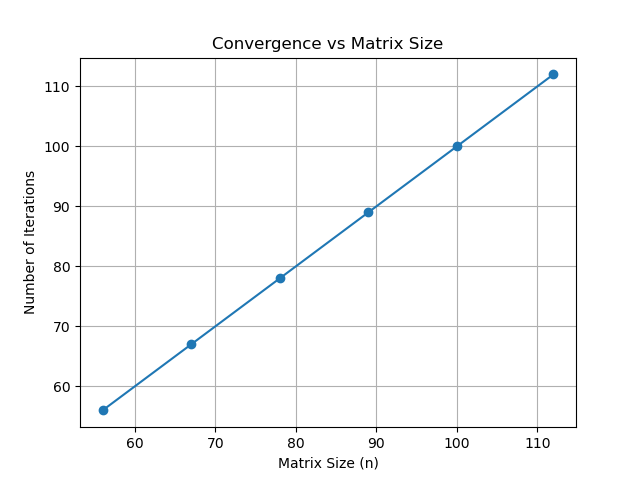 Convergence vs Matrix Size
110
100
90
80
70
60
Number of Iterations
60 70 80 90 100 110
Matrix Size (n)